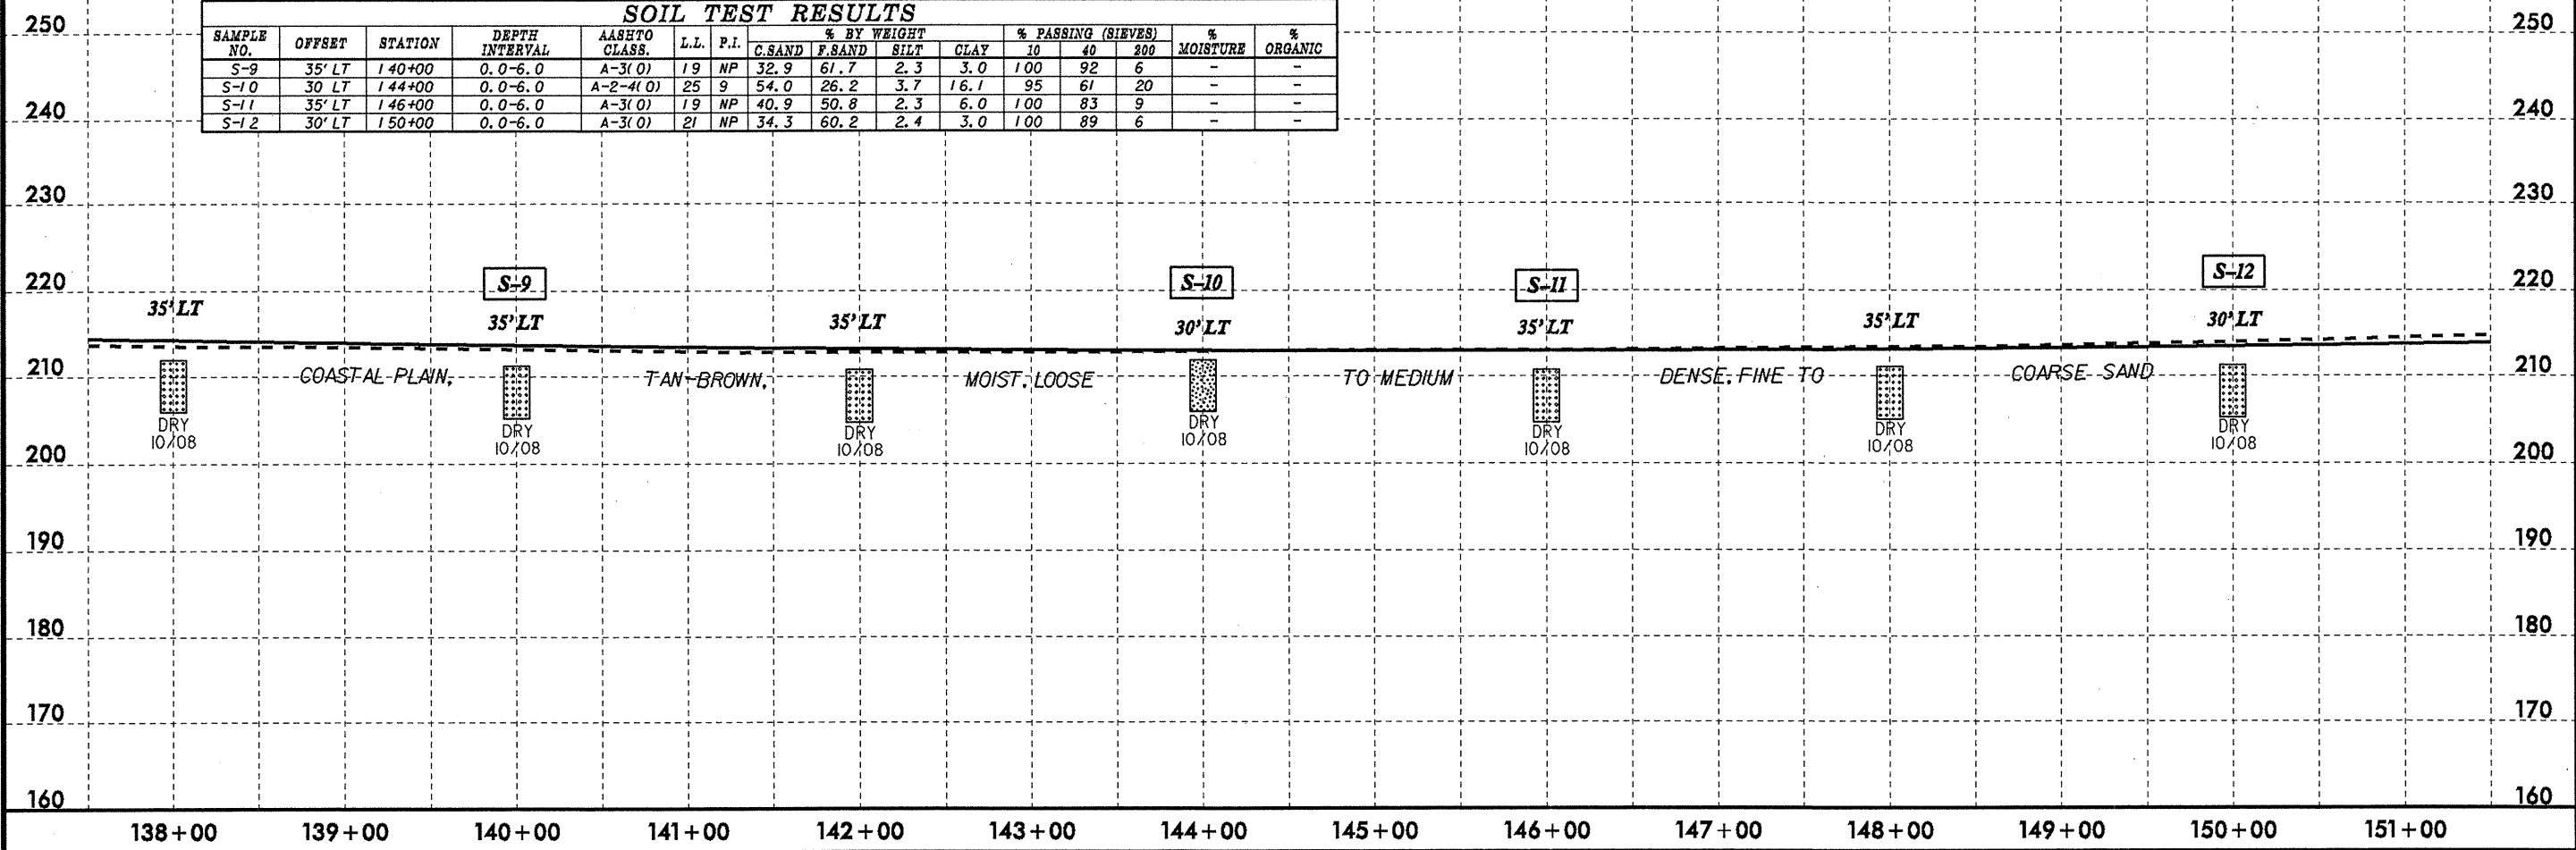 SOIL TEST RESULTS
SAMPLE NO. OFFSET STATION DEPTH INTERVAL AASHTO CLASS. L.L. P.I. % BY WEIGHT % PASSING (SIEVES) % MOISTURE % ORGANIC
C.SAND F.SAND SILT CLAY 10 40 200
S-9 35' LT 140+00 0.0-6.0 A-3(0) 19 NP 32.9 61.7 2.3 3.0 100 92 6 - -
S-10 30 LT 144+00 0.0-6.0 A-2-4(0) 25 9 54.0 26.2 3.7 16.1 95 61 20 - -
S-11 35' LT 146+00 0.0-6.0 A-3(0) 19 NP 40.9 50.8 2.3 6.0 100 83 9 - -
S-12 30' LT 150+00 0.0-6.0 A-3(0) 21 NP 34.3 60.2 2.4 3.0 100 89 6 - -
250 250
240 240
230 230
220 220
S-9 S-10 S-11 S-12
35' LT 35' LT 35' LT 30' LT 35' LT 35' LT 30' LT
210 COASTAL PLAIN, TAN-BROWN, MOIST, LOOSE TO MEDIUM DENSE, FINE TO COARSE SAND 210
DRY DRY DRY DRY DRY DRY DRY
10/08 10/08 10/08 10/08 10/08 10/08 10/08
200 200
190 190
180 180
170 170
160 160
138+00 139+00 140+00 141+00 142+00 143+00 144+00 145+00 146+00 147+00 148+00 149+00 150+00 151+00